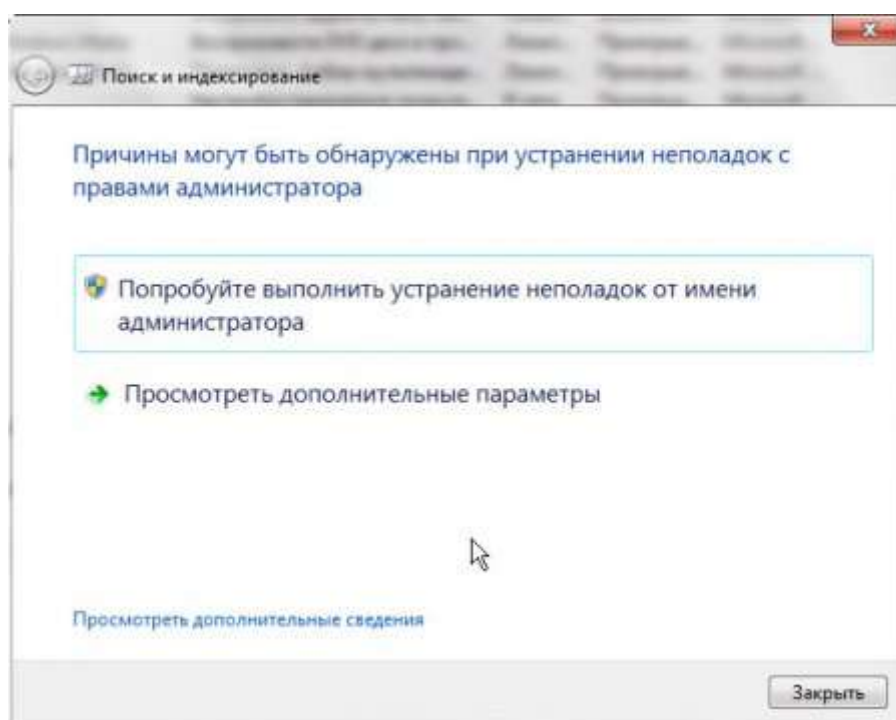 Поиск и индексирование
Причины могут быть обнаружены при устранении неполадок с
правами администратора
Попробуйте выполнить устранение неполадок от имени
администратора
Просмотреть дополнительные параметры
Просмотреть дополнительные сведения
Закрыть